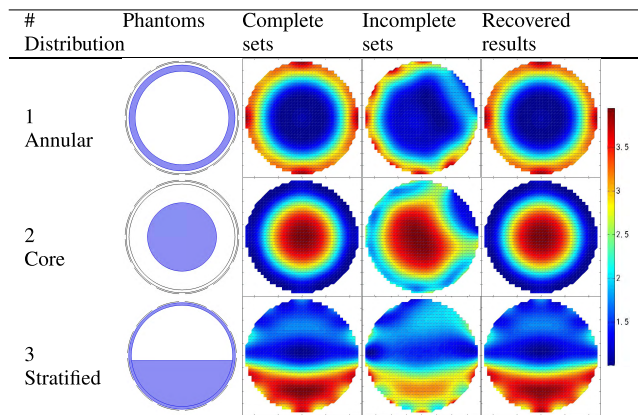 # Phantoms Complete Incomplete Recovered
Distribution sets sets results
1
Annular
2
Core
3
Stratified
3.5
3
2.5
2
1.5